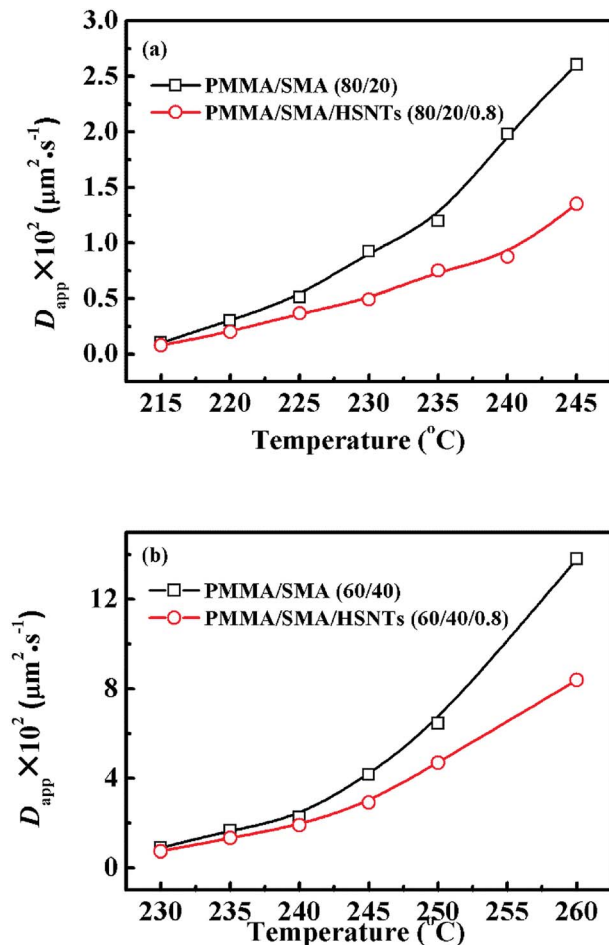 (a)
PMMA/SMA (80/20)
PMMA/SMA/HSNTs (80/20/0.8)
3.0
2.5
2.0
1.5
1.0
0.5
0.0
D_app ×10² (μm²•s⁻¹)
215 220 225 230 235 240 245
Temperature (°C)
(b)
PMMA/SMA (60/40)
PMMA/SMA/HSNTs (60/40/0.8)
12
8
4
0
D_app ×10² (μm²•s⁻¹)
230 235 240 245 250 255 260
Temperature (°C)